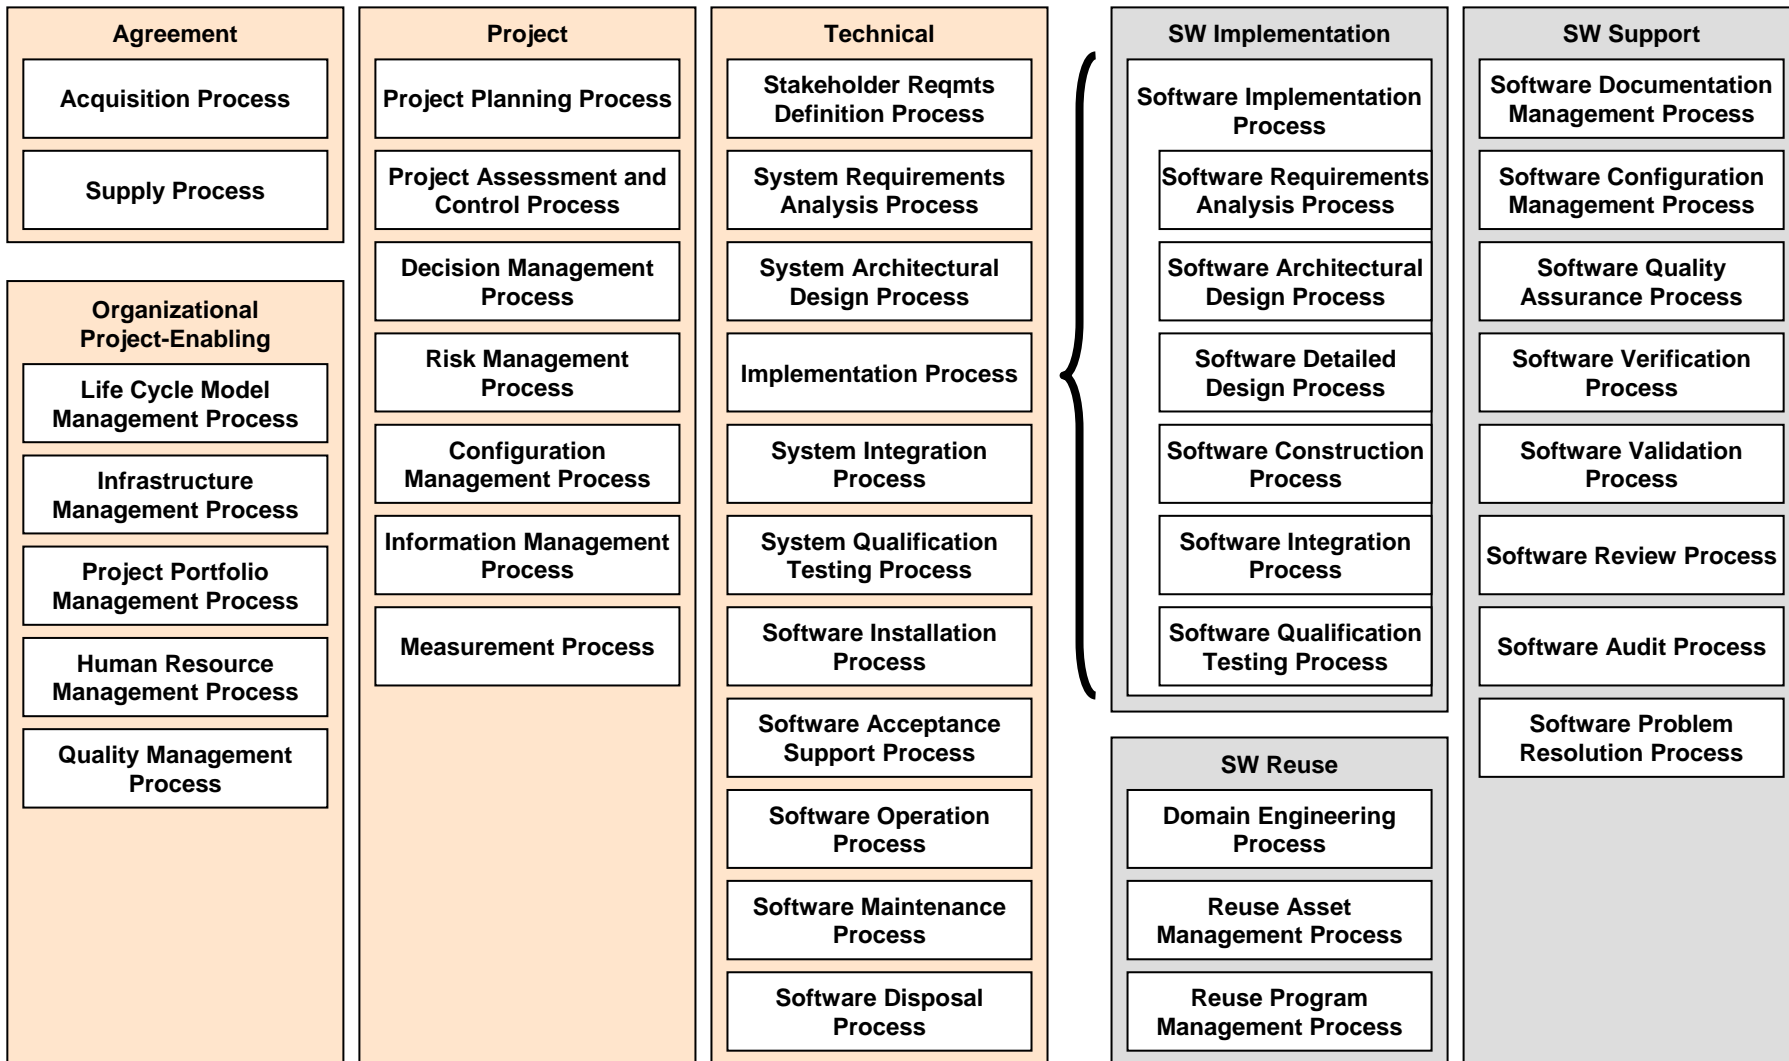 Agreement
Acquisition Process
Supply Process
Organizational
Project-Enabling
Life Cycle Model
Management Process
Infrastructure
Management Process
Project Portfolio
Management Process
Human Resource
Management Process
Quality Management
Process
Project
Project Planning Process
Project Assessment and
Control Process
Decision Management
Process
Risk Management
Process
Configuration
Management Process
Information Management
Process
Measurement Process
Technical
Stakeholder Reqmts
Definition Process
System Requirements
Analysis Process
System Architectural
Design Process
Implementation Process
System Integration
Process
System Qualification
Testing Process
Software Installation
Process
Software Acceptance
Support Process
Software Operation
Process
Software Maintenance
Process
Software Disposal
Process
SW Implementation
Software Implementation
Process
Software Requirements
Analysis Process
Software Architectural
Design Process
Software Detailed
Design Process
Software Construction
Process
Software Integration
Process
Software Qualification
Testing Process
SW Reuse
Domain Engineering
Process
Reuse Asset
Management Process
Reuse Program
Management Process
SW Support
Software Documentation
Management Process
Software Configuration
Management Process
Software Quality
Assurance Process
Software Verification
Process
Software Validation
Process
Software Review Process
Software Audit Process
Software Problem
Resolution Process